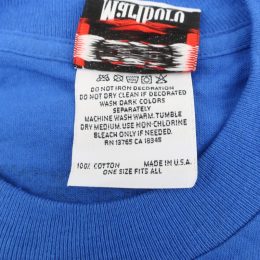 Waldpolo
DO NOT IRON DECORATION
DO NOT DRY CLEAN IF DECORATED
WASH DARK COLORS
SEPARATELY
MACHINE WASH WARM, TUMBLE
DRY MEDIUM. USE NON-CHLORINE
BLEACH ONLY IF NEEDED.
RN 13765 CA 18345
100% COTTON MADE IN U.S.A.
ONE SIZE FITS ALL